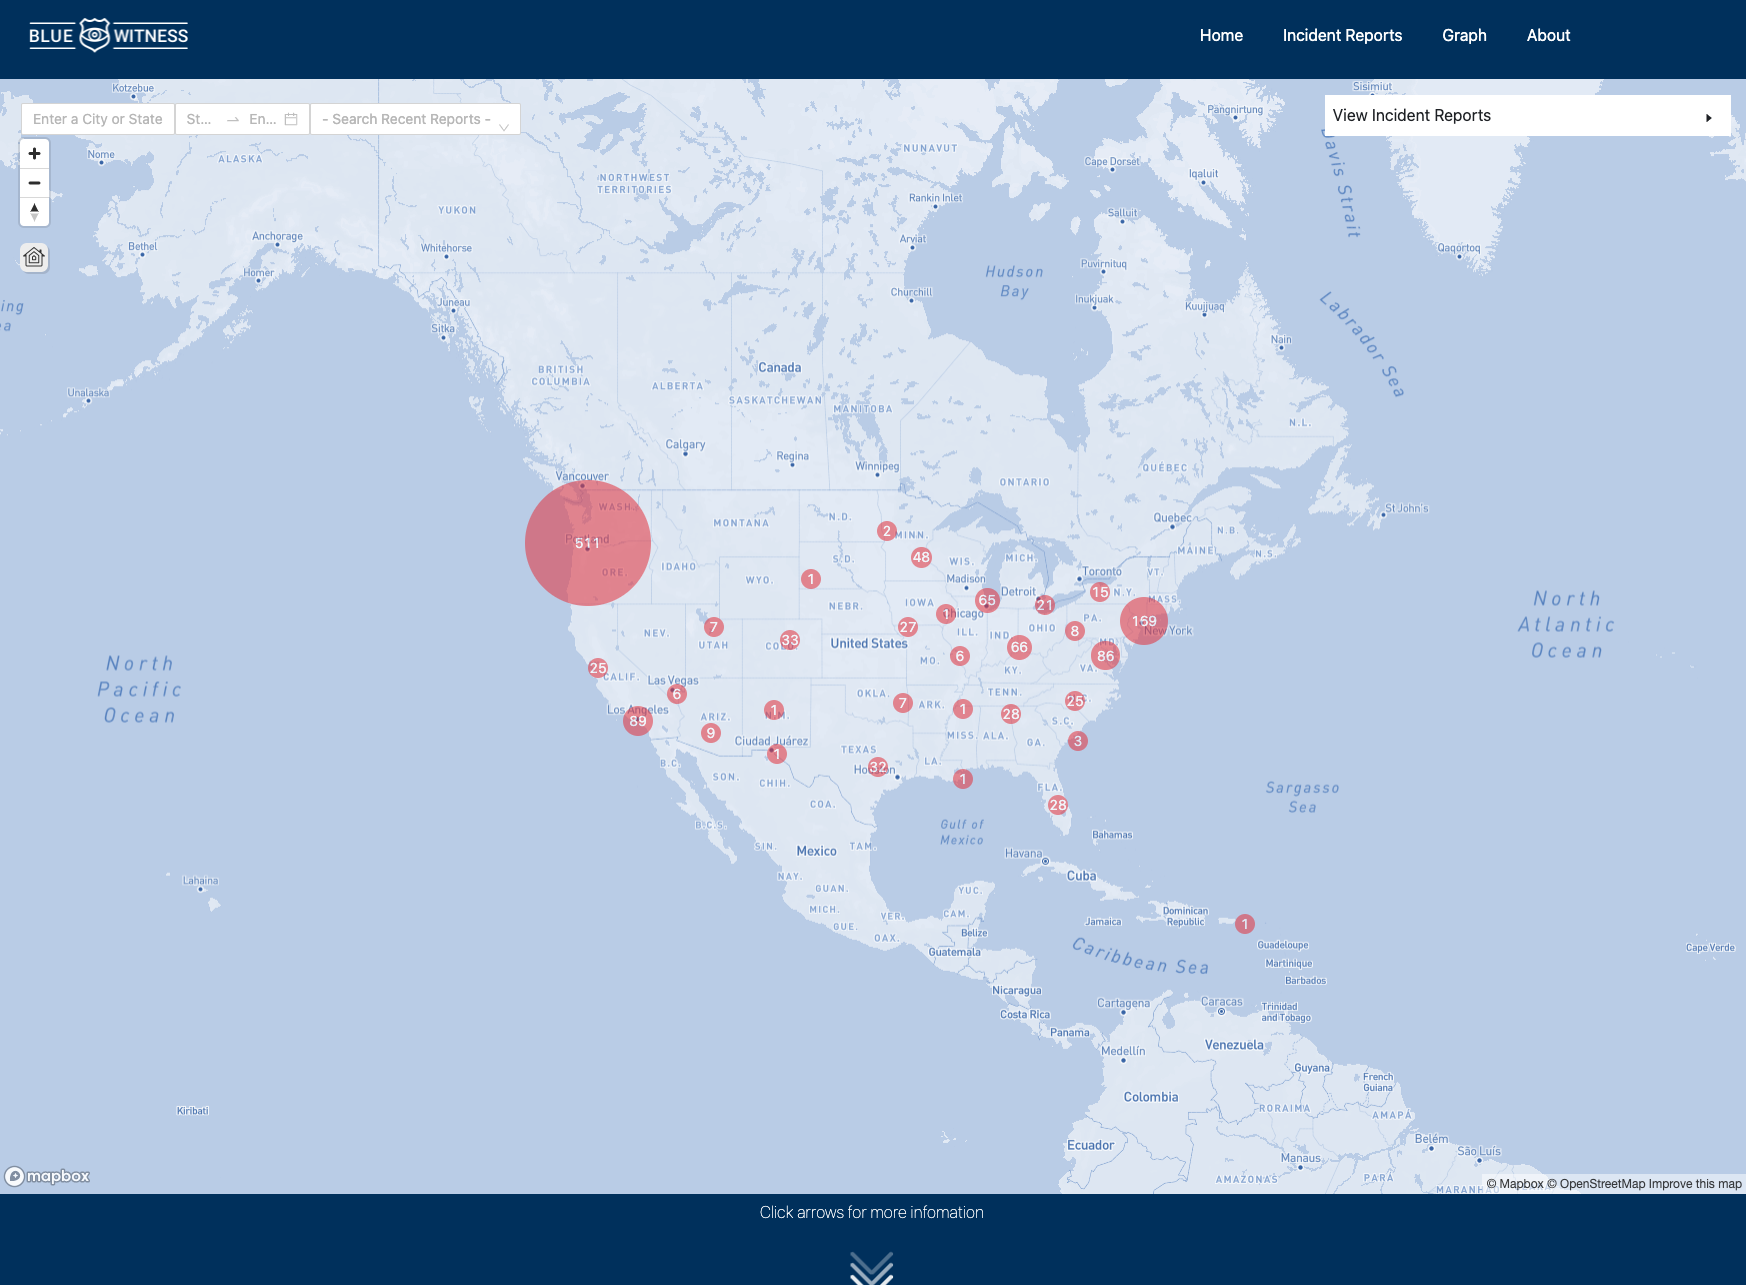 BLUE WITNESS
Home
Incident Reports
Graph
About
Enter a City or State
St...
En...
- Search Recent Reports -
View Incident Reports
Kotzebue
Sisimiut
Pangnirtung
Nome
ALASKA
NUNAVUT
Cape Dorset
Iqaluit
Davis Strait
NORTHWEST
TERRITORIES
Rankin Inlet
YUKON
Salluit
Bethel
Anchorage
Whitehorse
Arviat
Qaqortoq
Homer
Puvirnituq
Hudson
Bay
ing
ea
Juneau
Churchill
Inukjuak
Kuujjuaq
Labrador Sea
Sitka
Nain
Canada
BRITISH
COLUMBIA
ALBERTA
Unalaska
SASKATCHEWAN
MANITOBA
N.L.
Calgary
Regina
Winnipeg
QUÉBEC
Vancouver
ONTARIO
WASH.
St John's
MONTANA
N.D.
Quebec
N.B.
2
MINN.
Portland
511
MAINE
N.S.
48
WIS.
MICH.
S.D.
VT.
ORE.
IDAHO
WYO.
1
Madison
Toronto
Detroit
15
N.Y.
MASS.
NEBR.
IOWA
65
21
1
Chicago
PA.
North
Atlantic
Ocean
7
27
ILL.
IND.
OHIO
8
169
New York
NEV.
UTAH
33
COLO.
United States
66
MD.
MO.
6
86
North
Pacific
Ocean
25
CALIF.
KY.
VA.
Las Vegas
6
OKLA.
7
ARK.
TENN.
25
Los Angeles
89
ARIZ.
1
N.M.
1
28
S.C.
9
Ciudad Juárez
1
TEXAS
MISS.
ALA.
GA.
3
B.C.
SON.
CHIH.
Houston
32
LA.
1
FLA.
Sargasso
Sea
COA.
28
B.C.S.
Gulf of
Mexico
Bahamas
SIN.
Mexico
TAM.
Havana
NAY.
Cuba
Lahaina
GUAN.
YUC.
MICH.
VER.
CAM.
Jamaica
Dominican
Republic
1
GUE.
OAX.
Belize
Guatemala
Caribbean Sea
Guadeloupe
Cape Verde
Martinique
Barbados
Nicaragua
Cartagena
Caracas
Trinidad
and Tobago
Costa Rica
Panama
Medellín
Venezuela
Guyana
French
Guiana
Colombia
RORAIMA
AMAPÁ
Kiribati
Ecuador
Belém
São Luís
Manaus
AMAZONAS
PARÁ
MARANHÃO
mapbox
© Mapbox © OpenStreetMap Improve this map
Click arrows for more infomation